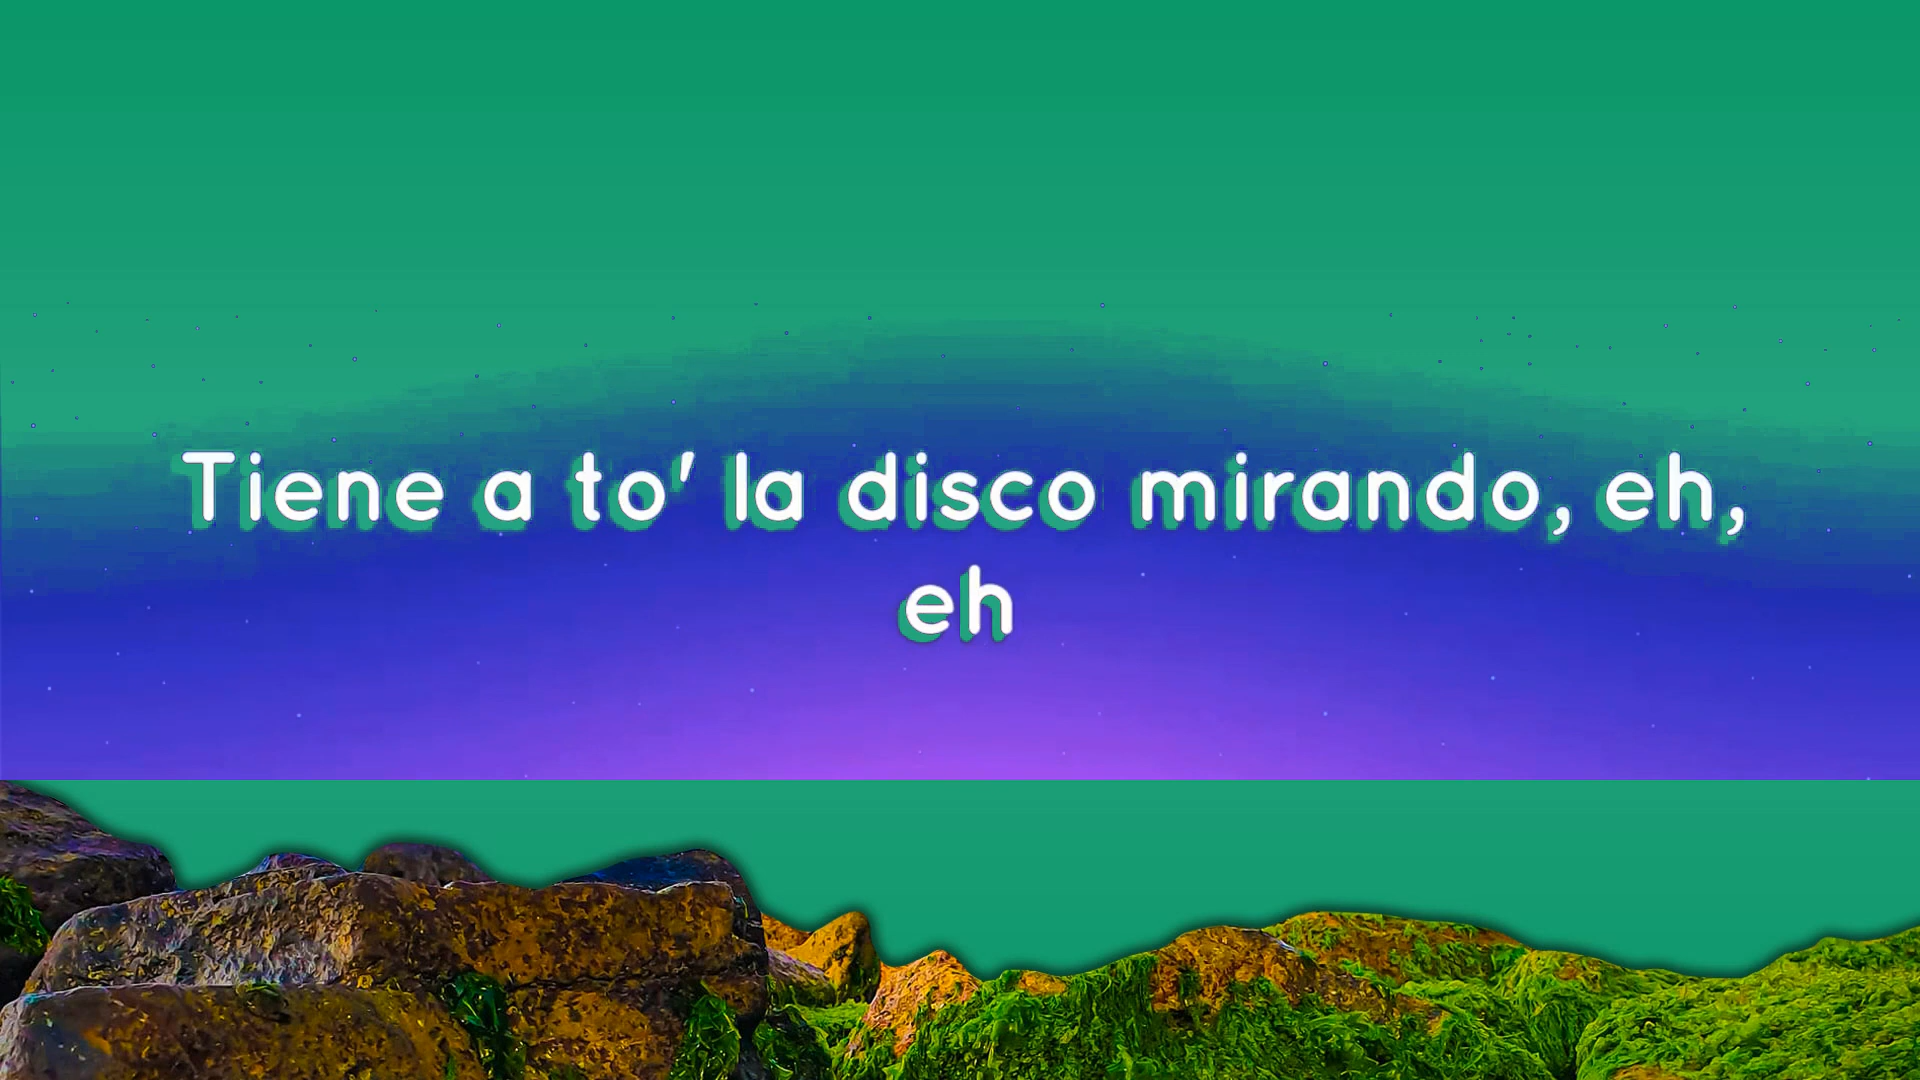 Tiene a to' la disco mirando, eh,
eh